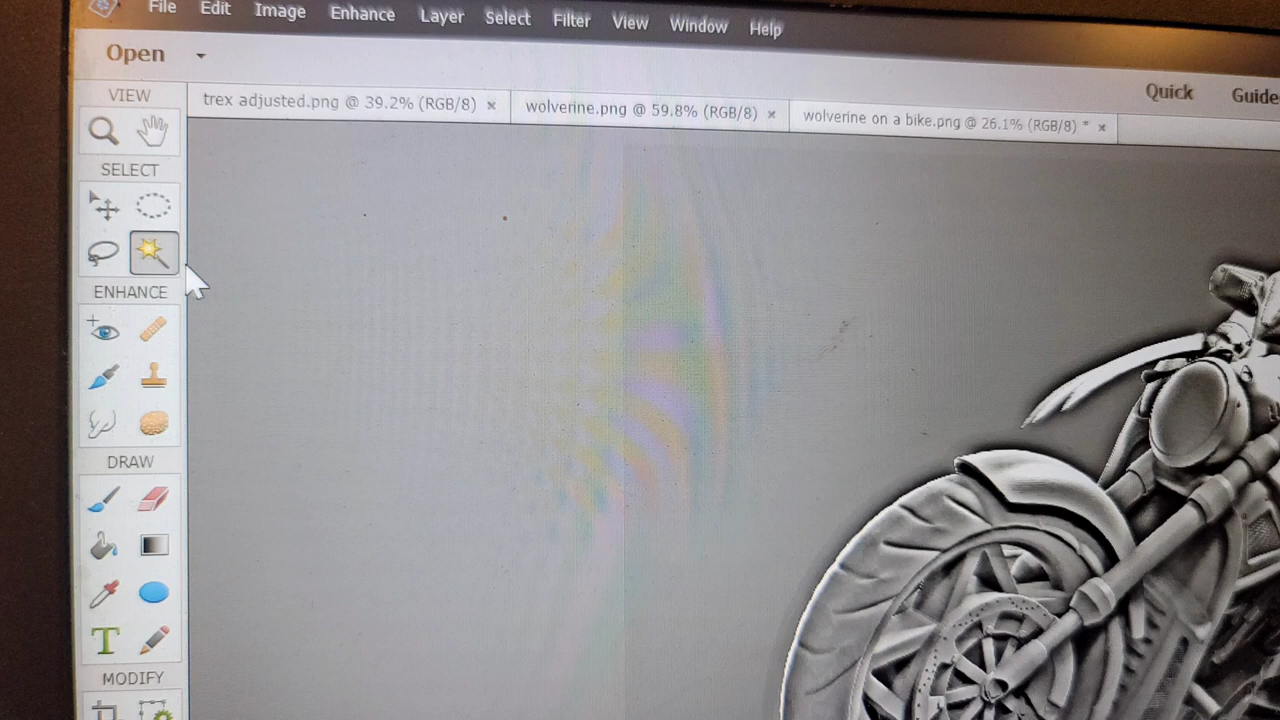 File Edit Image Enhance Layer Select Filter View Window Help
Open
Quick Guide
VIEW
trex adjusted.png @ 39.2% (RGB/8) × wolverine.png @ 59.8% (RGB/8) × wolverine on a bike.png @ 26.1% (RGB/8) * ×
SELECT
ENHANCE
DRAW
T
MODIFY